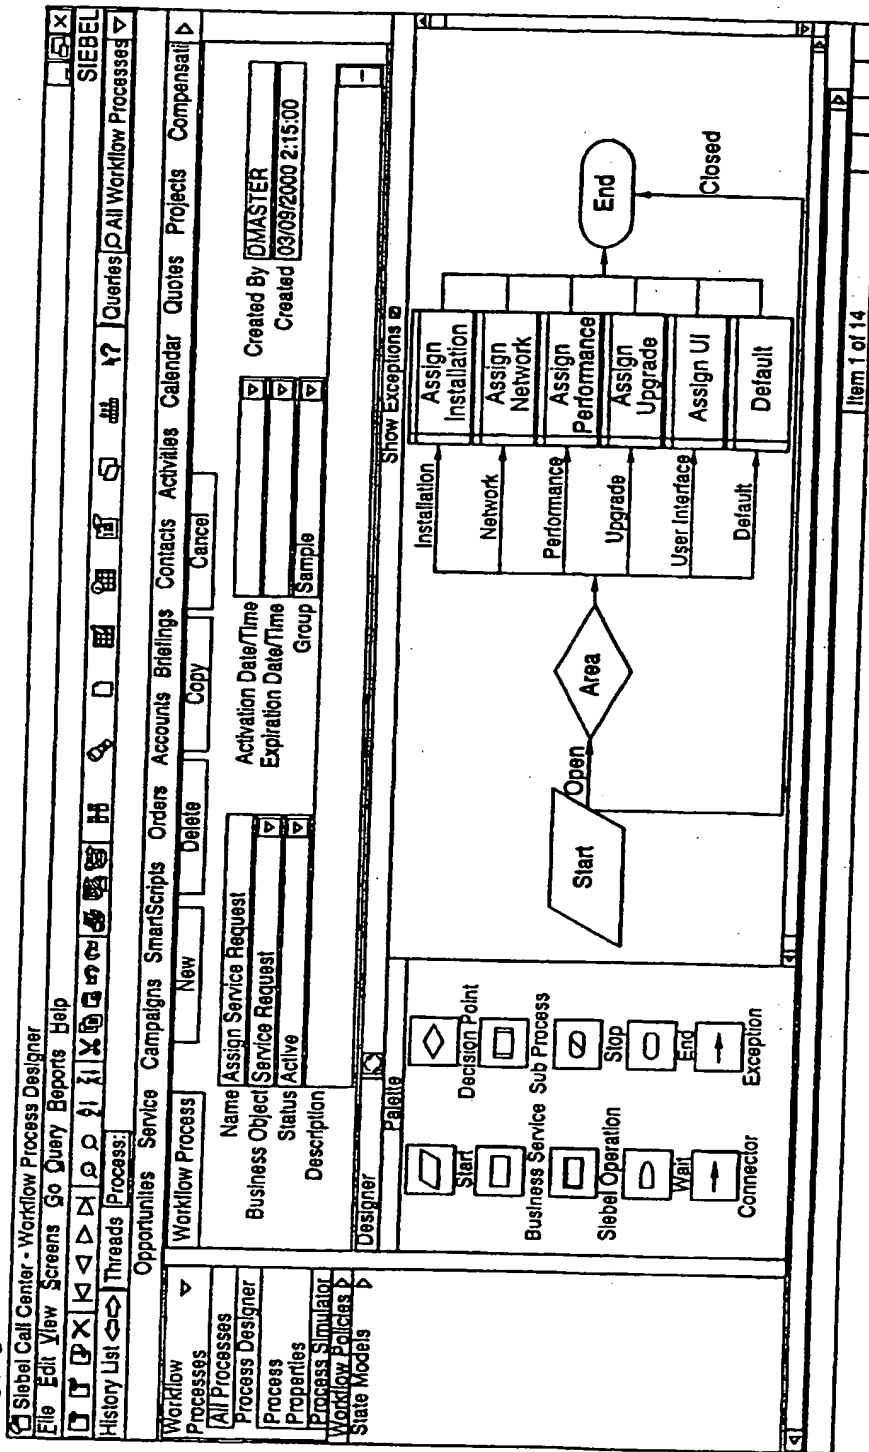 Siebel Call Center - Workflow Process Designer
File Edit View Screens Go Query Reports Help
SIEBEL
History List Threads Process: Queries All Workflow Processes
Opportunities Service Campaigns SmartScripts Orders Accounts Briefings Contacts Activities Calendar Quotes Projects Compensati
Workflow
Processes
All Processes
Process Designer
Process
Properties
Process Simulator
Workflow Policies
State Models
Workflow Process New Delete Copy Cancel
Name Assign Service Request
Business Object Service Request
Status Active
Description
Activation Date/Time
Expiration Date/Time
Group Sample
Created By DMASTER
Created 03/09/2000 2:15:00
Designer
Show Exceptions
Palette
Start
Decision Point
Business Service
Sub Process
Siebel Operation
Stop
Wait
End
Connector
Exception
Start
Open
Area
Installation
Network
Performance
Upgrade
User Interface
Default
Assign
Installation
Assign
Network
Assign
Performance
Assign
Upgrade
Assign UI
Default
End
Closed
Item 1 of 14